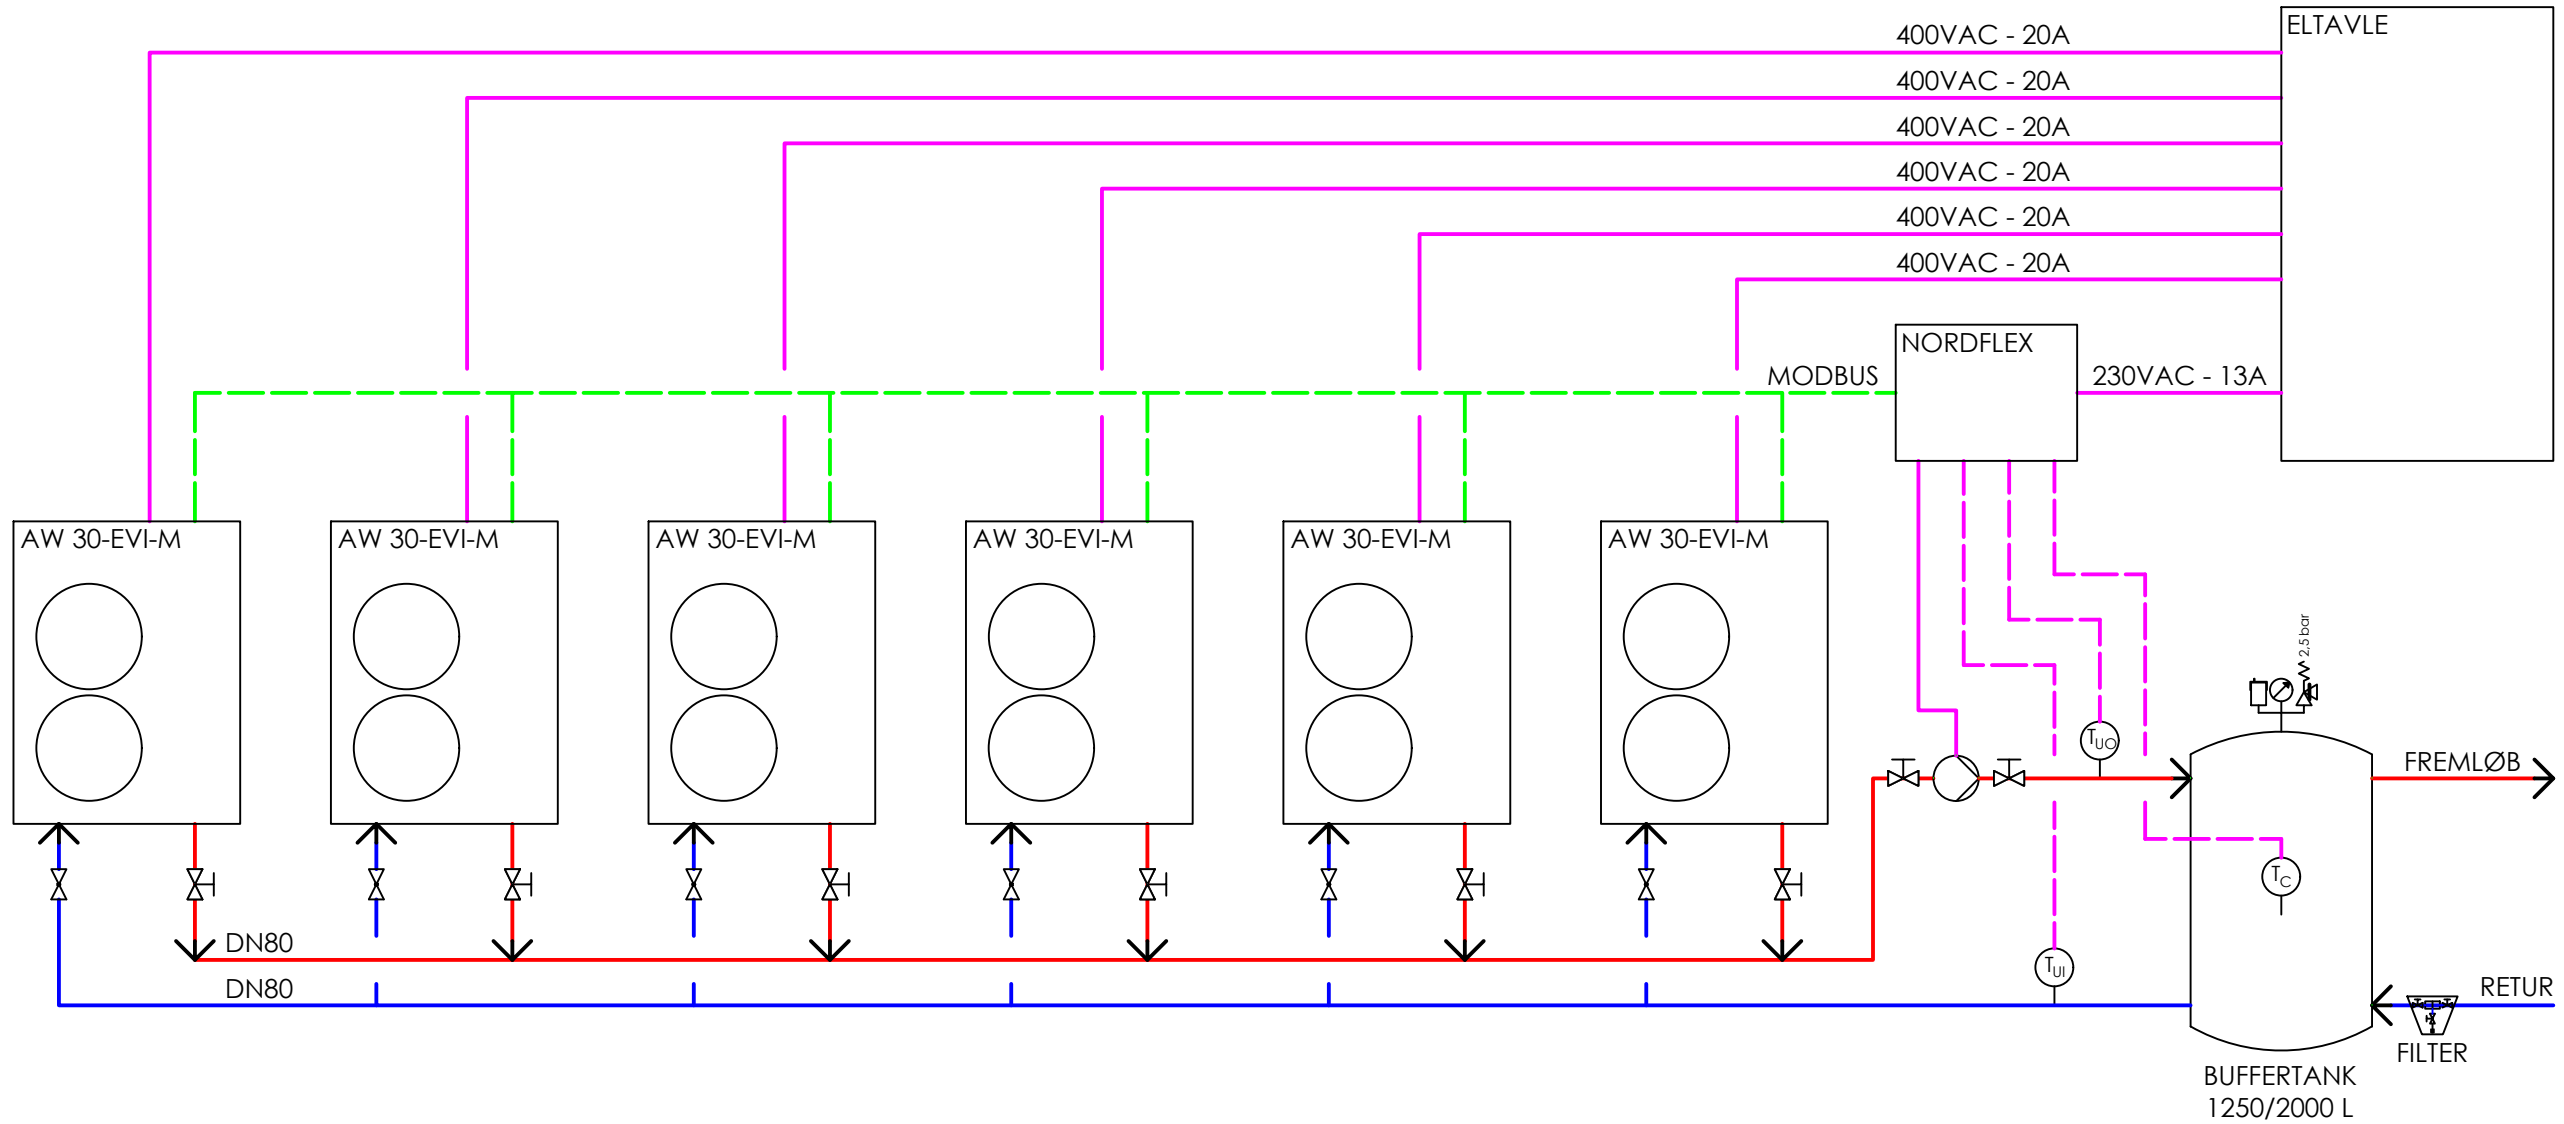 400VAC - 20A
ELTAVLE
400VAC - 20A
400VAC - 20A
400VAC - 20A
400VAC - 20A
400VAC - 20A
NORDFLEX
MODBUS
230VAC - 13A
AW 30-EVI-M
AW 30-EVI-M
AW 30-EVI-M
AW 30-EVI-M
AW 30-EVI-M
AW 30-EVI-M
2,5 bar
TUO
FREMLØB
TC
DN80
TUI
DN80
RETUR
FILTER
BUFFERTANK
1250/2000 L